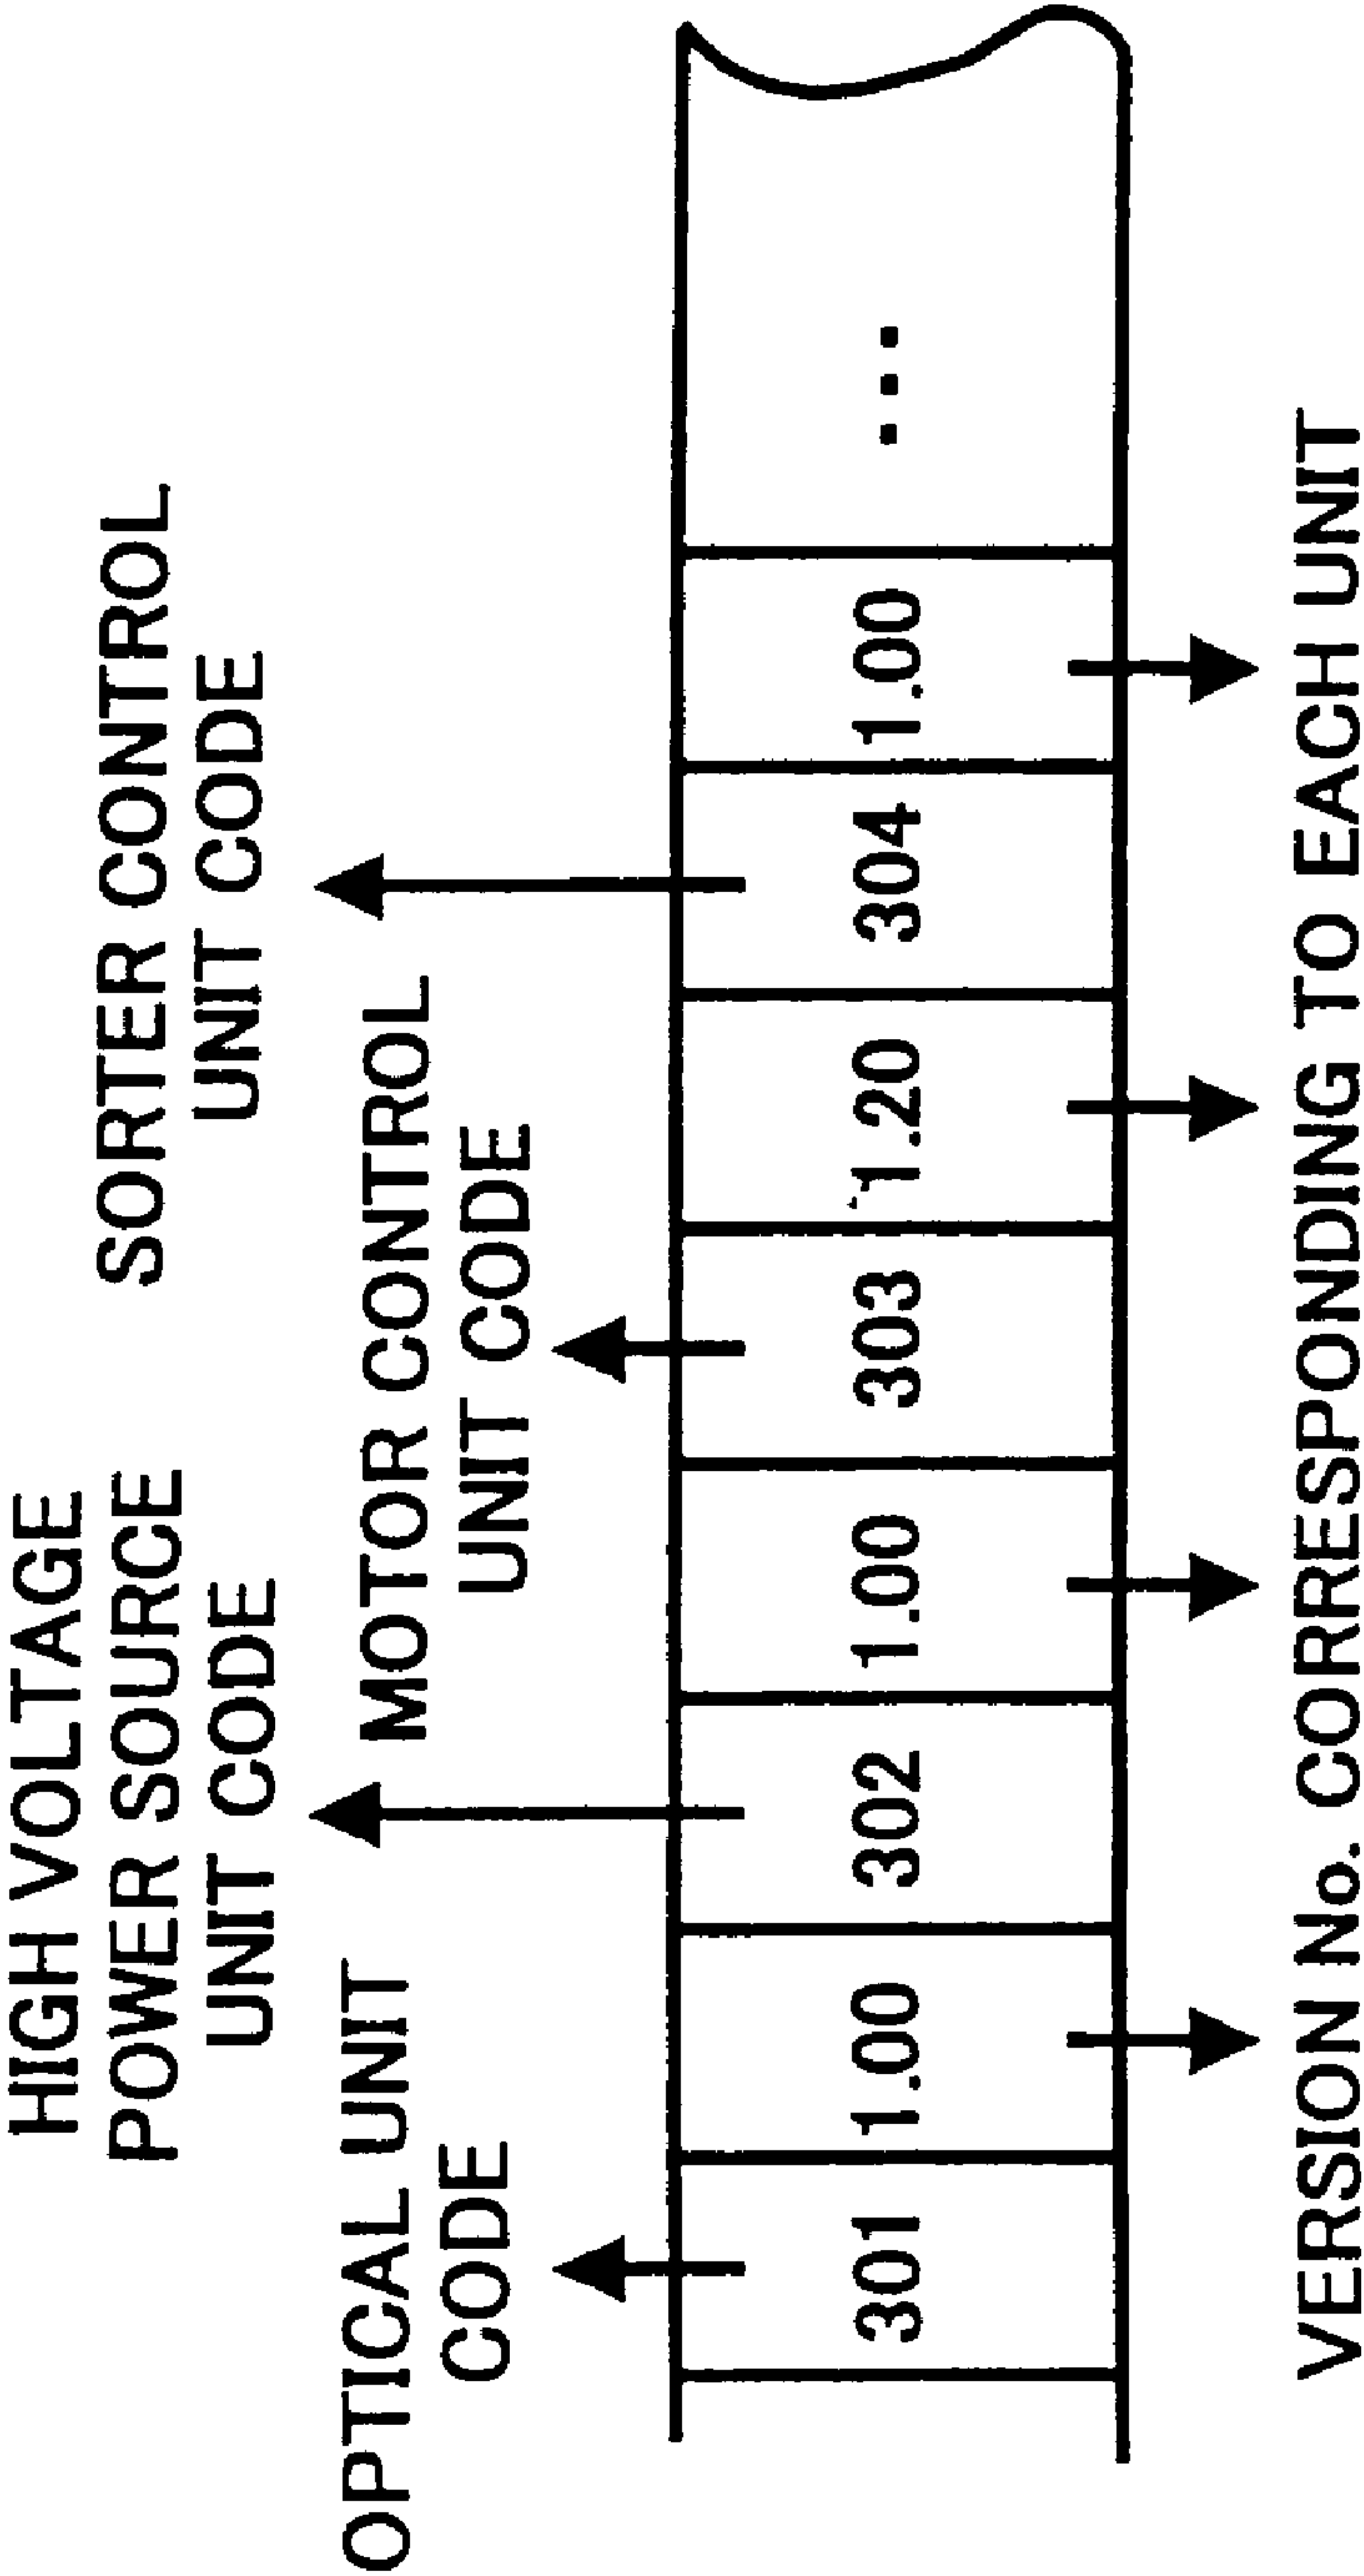 HIGH VOLTAGE
POWER SOURCE
UNIT CODE
SORTER CONTROL
UNIT CODE
OPTICAL UNIT
CODE
MOTOR CONTROL
UNIT CODE
301 1.00 302 1.00 303 1.20 304 1.00 ...
VERSION No. CORRESPONDING TO EACH UNIT